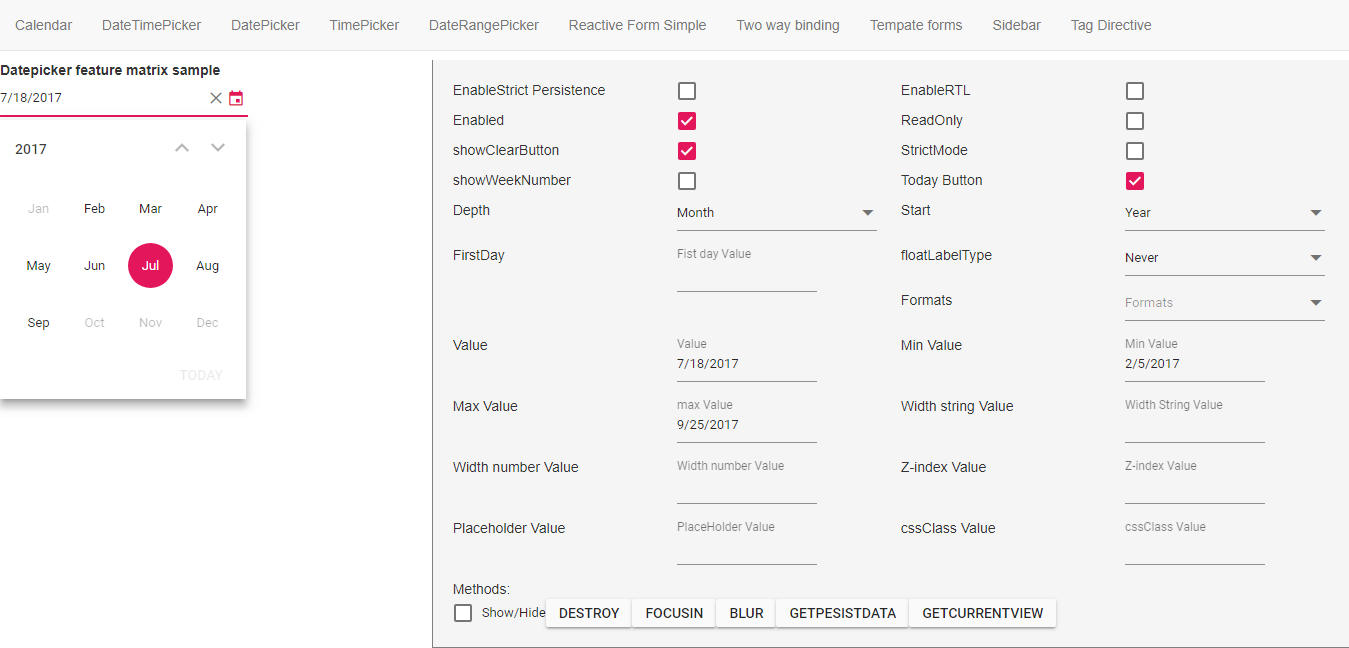 Calendar DateTimePicker DatePicker TimePicker DateRangePicker Reactive Form Simple Two way binding Tempate forms Sidebar Tag Directive
Datepicker feature matrix sample
7/18/2017
2017
Jan Feb Mar Apr
May Jun Jul Aug
Sep Oct Nov Dec
TODAY
EnableStrict Persistence EnableRTL
Enabled ReadOnly
showClearButton StrictMode
showWeekNumber Today Button
Depth Month Start Year
FirstDay Fist day Value floatLabelType Never
Formats Formats
Value Value Min Value Min Value
7/18/2017 2/5/2017
Max Value max Value Width string Value Width String Value
9/25/2017
Width number Value Width number Value Z-index Value Z-index Value
Placeholder Value PlaceHolder Value cssClass Value cssClass Value
Methods:
Show/Hide DESTROY FOCUSIN BLUR GETPESISTDATA GETCURRENTVIEW